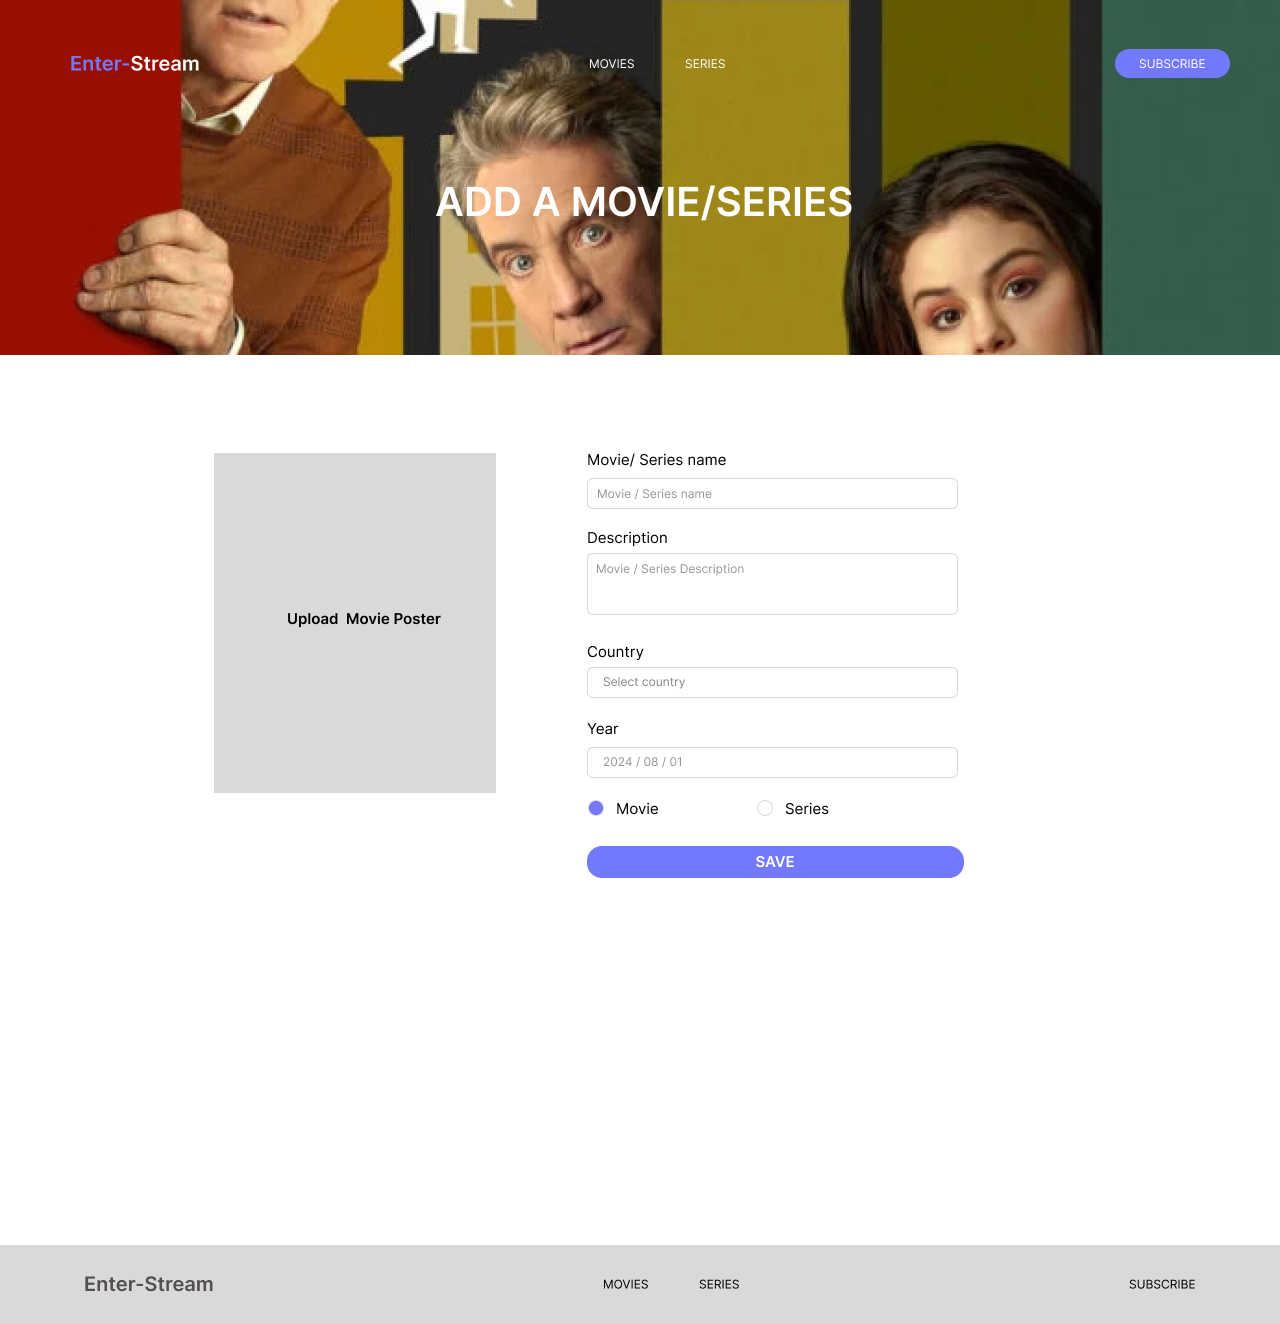 Enter-Stream
MOVIES
SERIES
SUBSCRIBE
ADD A MOVIE/SERIES
Upload  Movie Poster
Movie/ Series name
Movie / Series name
Description
Movie / Series Description
Country
Select country
Year
2024 / 08 / 01
Movie
Series
SAVE
Enter-Stream
MOVIES
SERIES
SUBSCRIBE